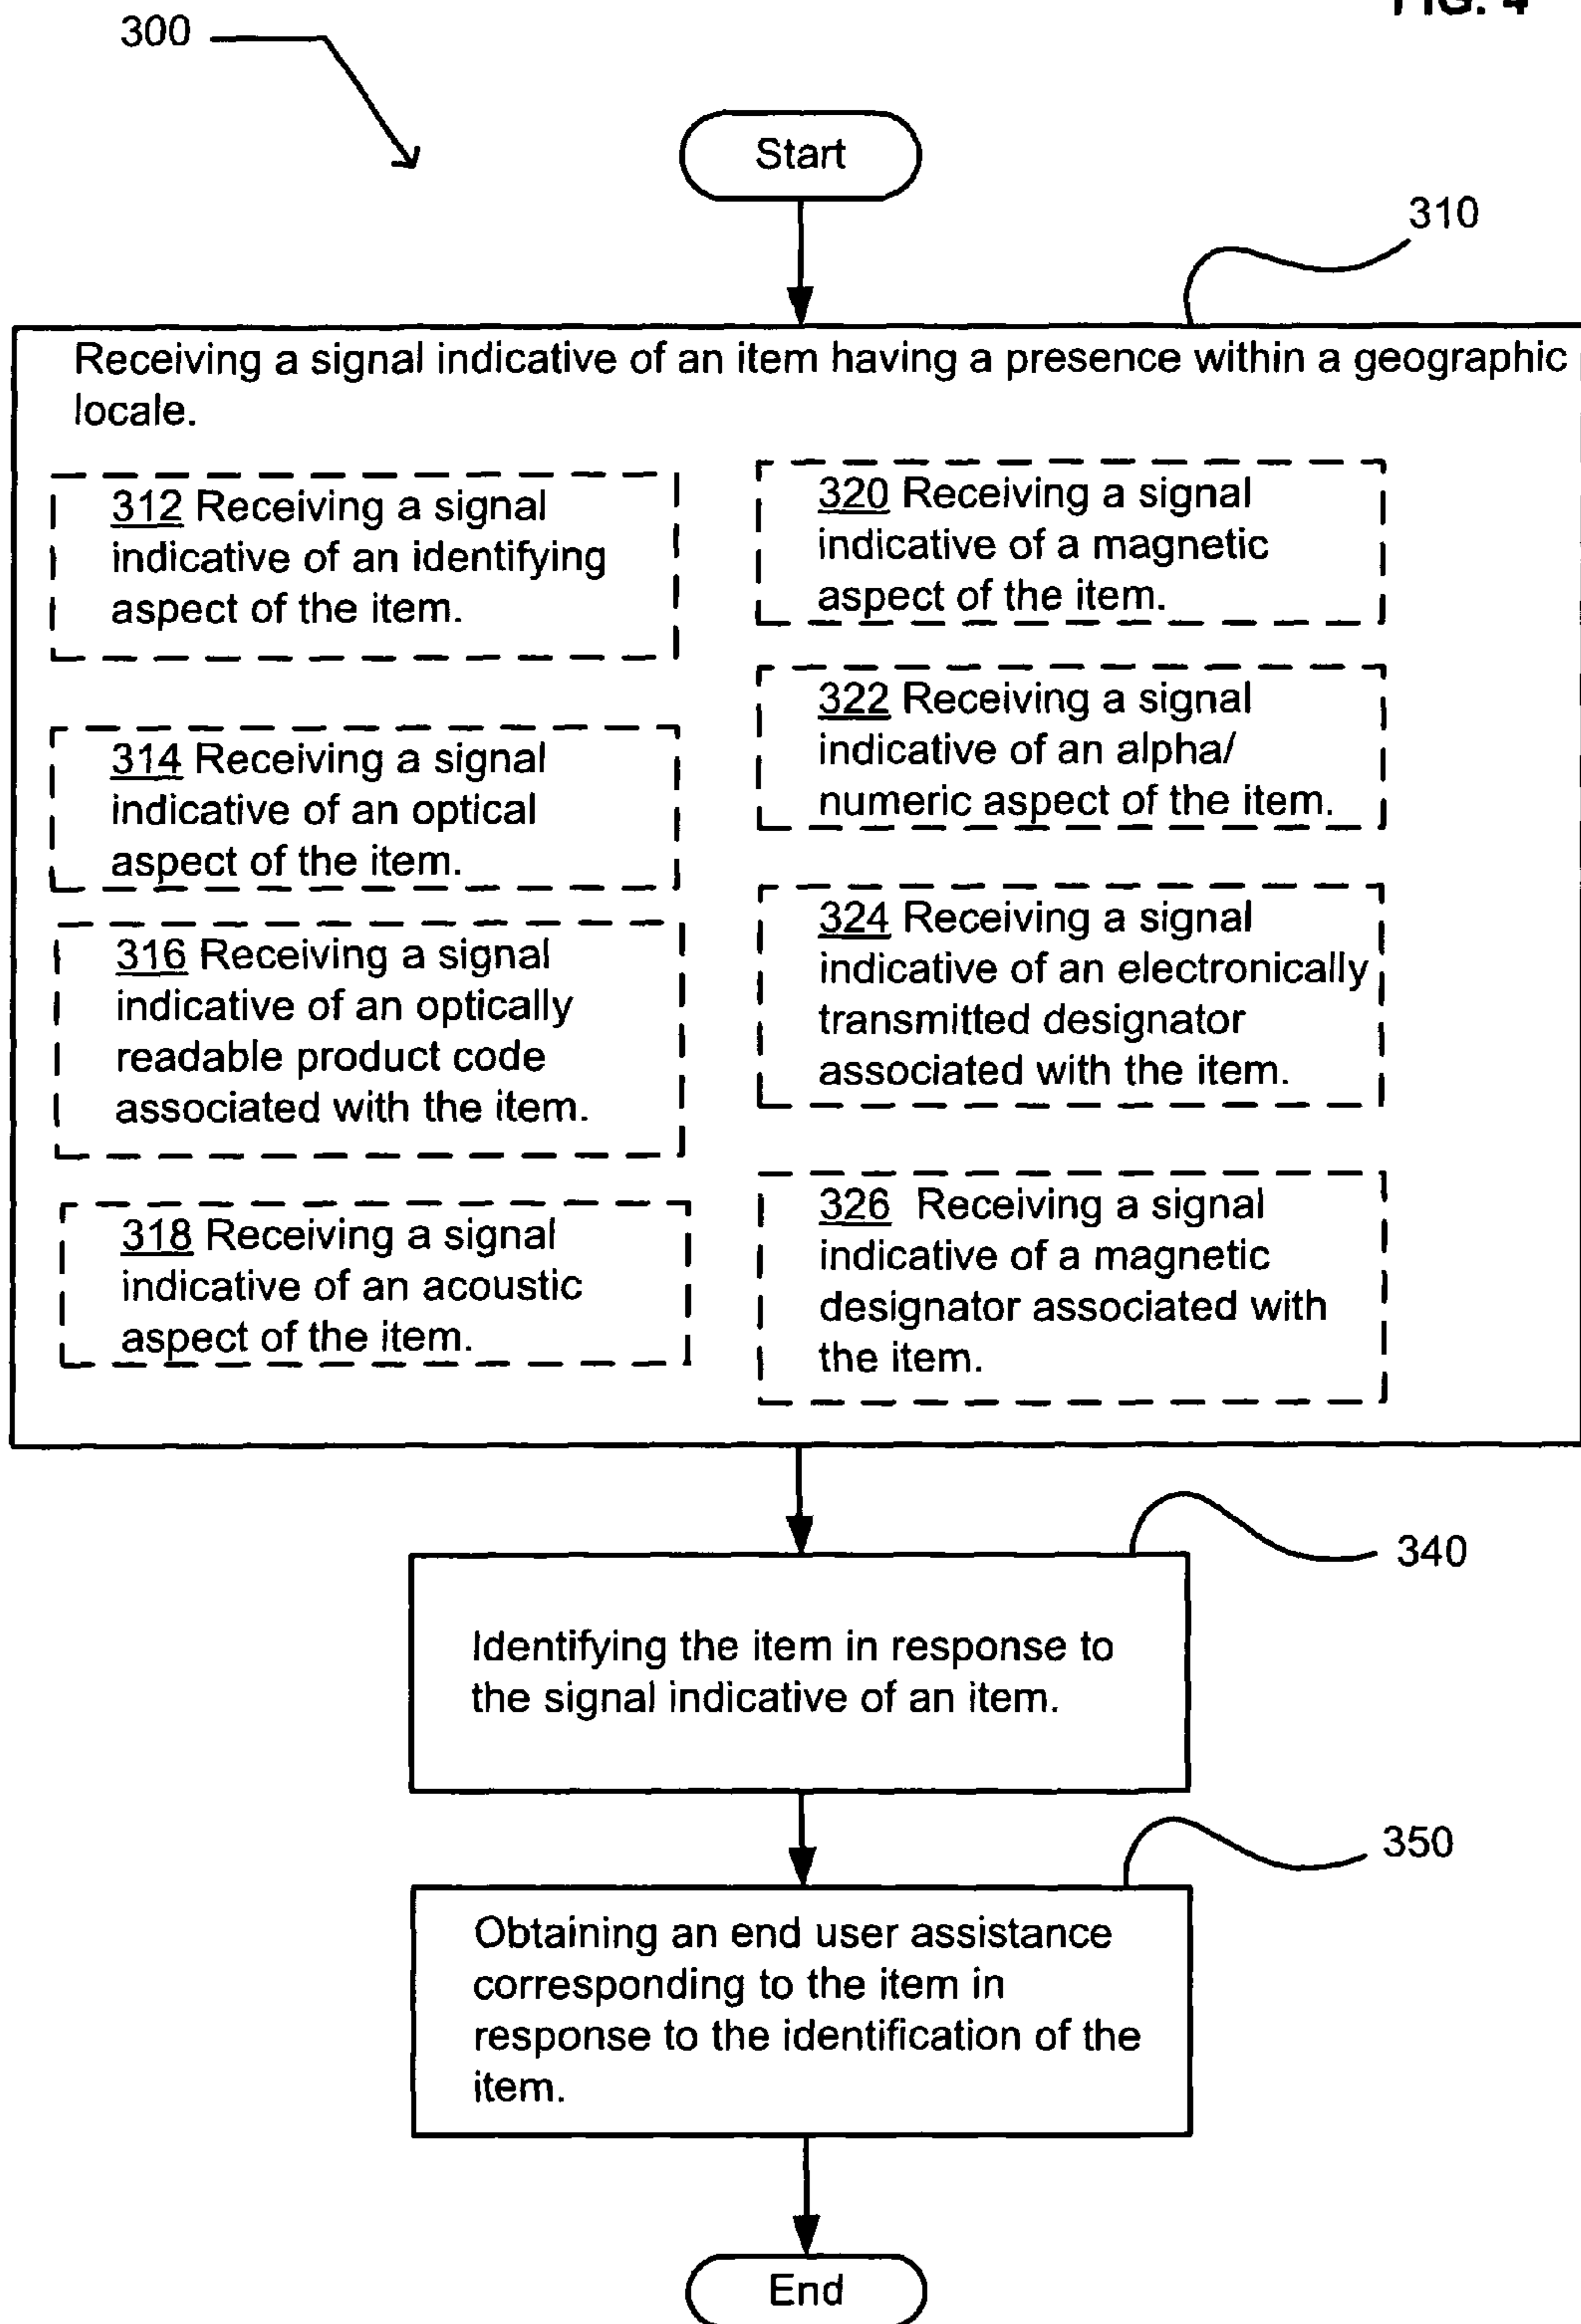 FIG. 4
300
Start
310
Receiving a signal indicative of an item having a presence within a geographic
locale.
312 Receiving a signal
indicative of an identifying
aspect of the item.
314 Receiving a signal
indicative of an optical
aspect of the item.
316 Receiving a signal
indicative of an optically
readable product code
associated with the item.
318 Receiving a signal
indicative of an acoustic
aspect of the item.
320 Receiving a signal
indicative of a magnetic
aspect of the item.
322 Receiving a signal
indicative of an alpha/
numeric aspect of the item.
324 Receiving a signal
indicative of an electronically
transmitted designator
associated with the item.
326 Receiving a signal
indicative of a magnetic
designator associated with
the item.
340
Identifying the item in response to
the signal indicative of an item.
350
Obtaining an end user assistance
corresponding to the item in
response to the identification of the
item.
End